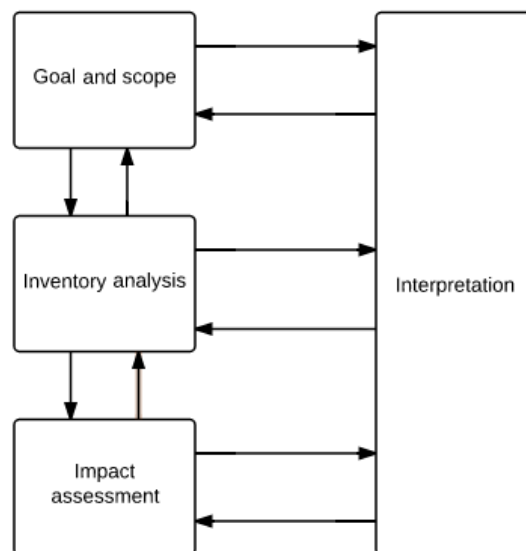 Goal and scope
Inventory analysis
Interpretation
Impact
assessment